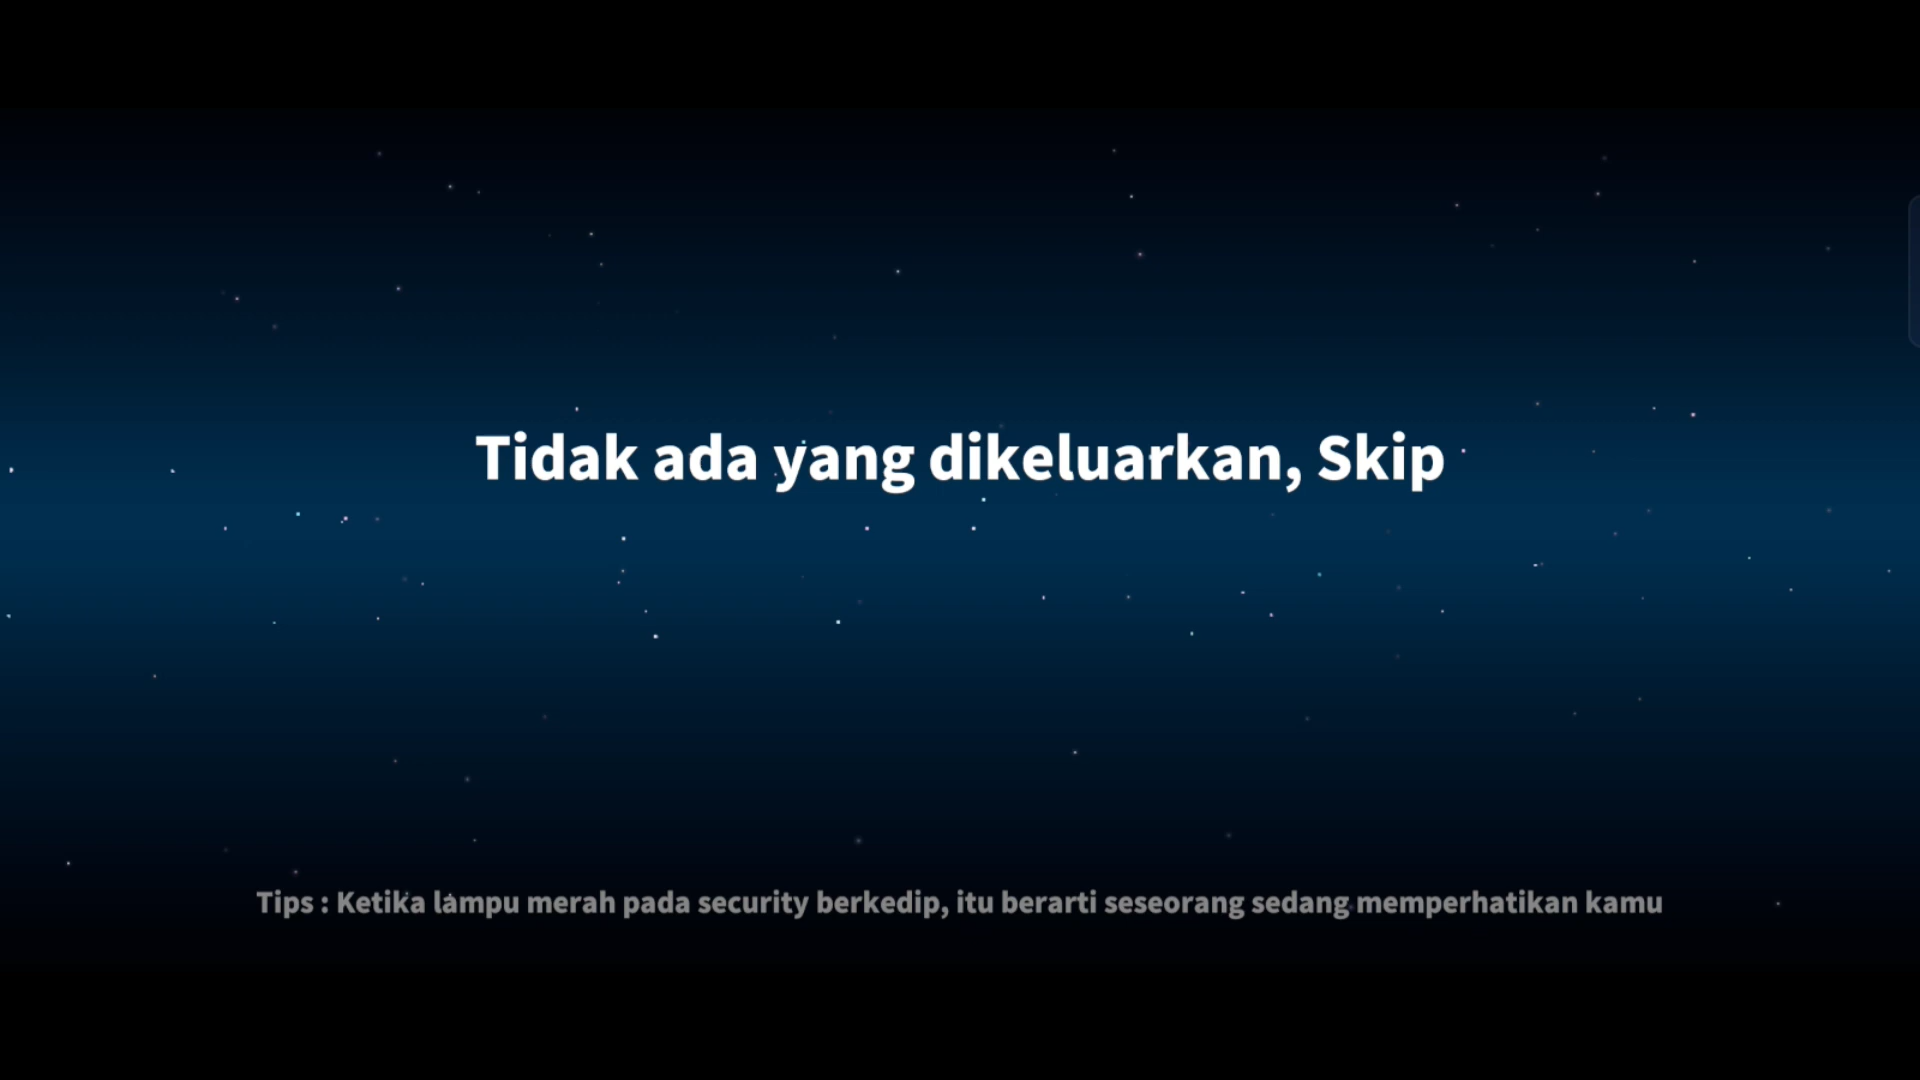 Tidak ada yang dikeluarkan, Skip
Tips : Ketika lampu merah pada security berkedip, itu berarti seseorang sedang memperhatikan kamu